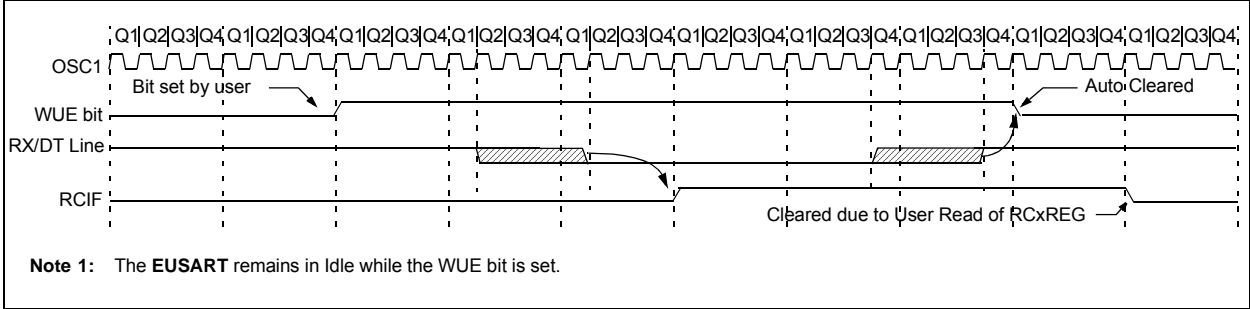 Q1 Q2 Q3 Q4 Q1 Q2 Q3 Q4 Q1 Q2 Q3 Q4 Q1 Q2 Q3 Q4 Q1 Q2 Q3 Q4 Q1 Q2 Q3 Q4 Q1 Q2 Q3 Q4 Q1 Q2 Q3 Q4 Q1 Q2 Q3 Q4 Q1 Q2 Q3 Q4
OSC1
Bit set by user
Auto Cleared
WUE bit
RX/DT Line
RCIF
Cleared due to User Read of RCxREG
Note 1: The EUSART remains in Idle while the WUE bit is set.